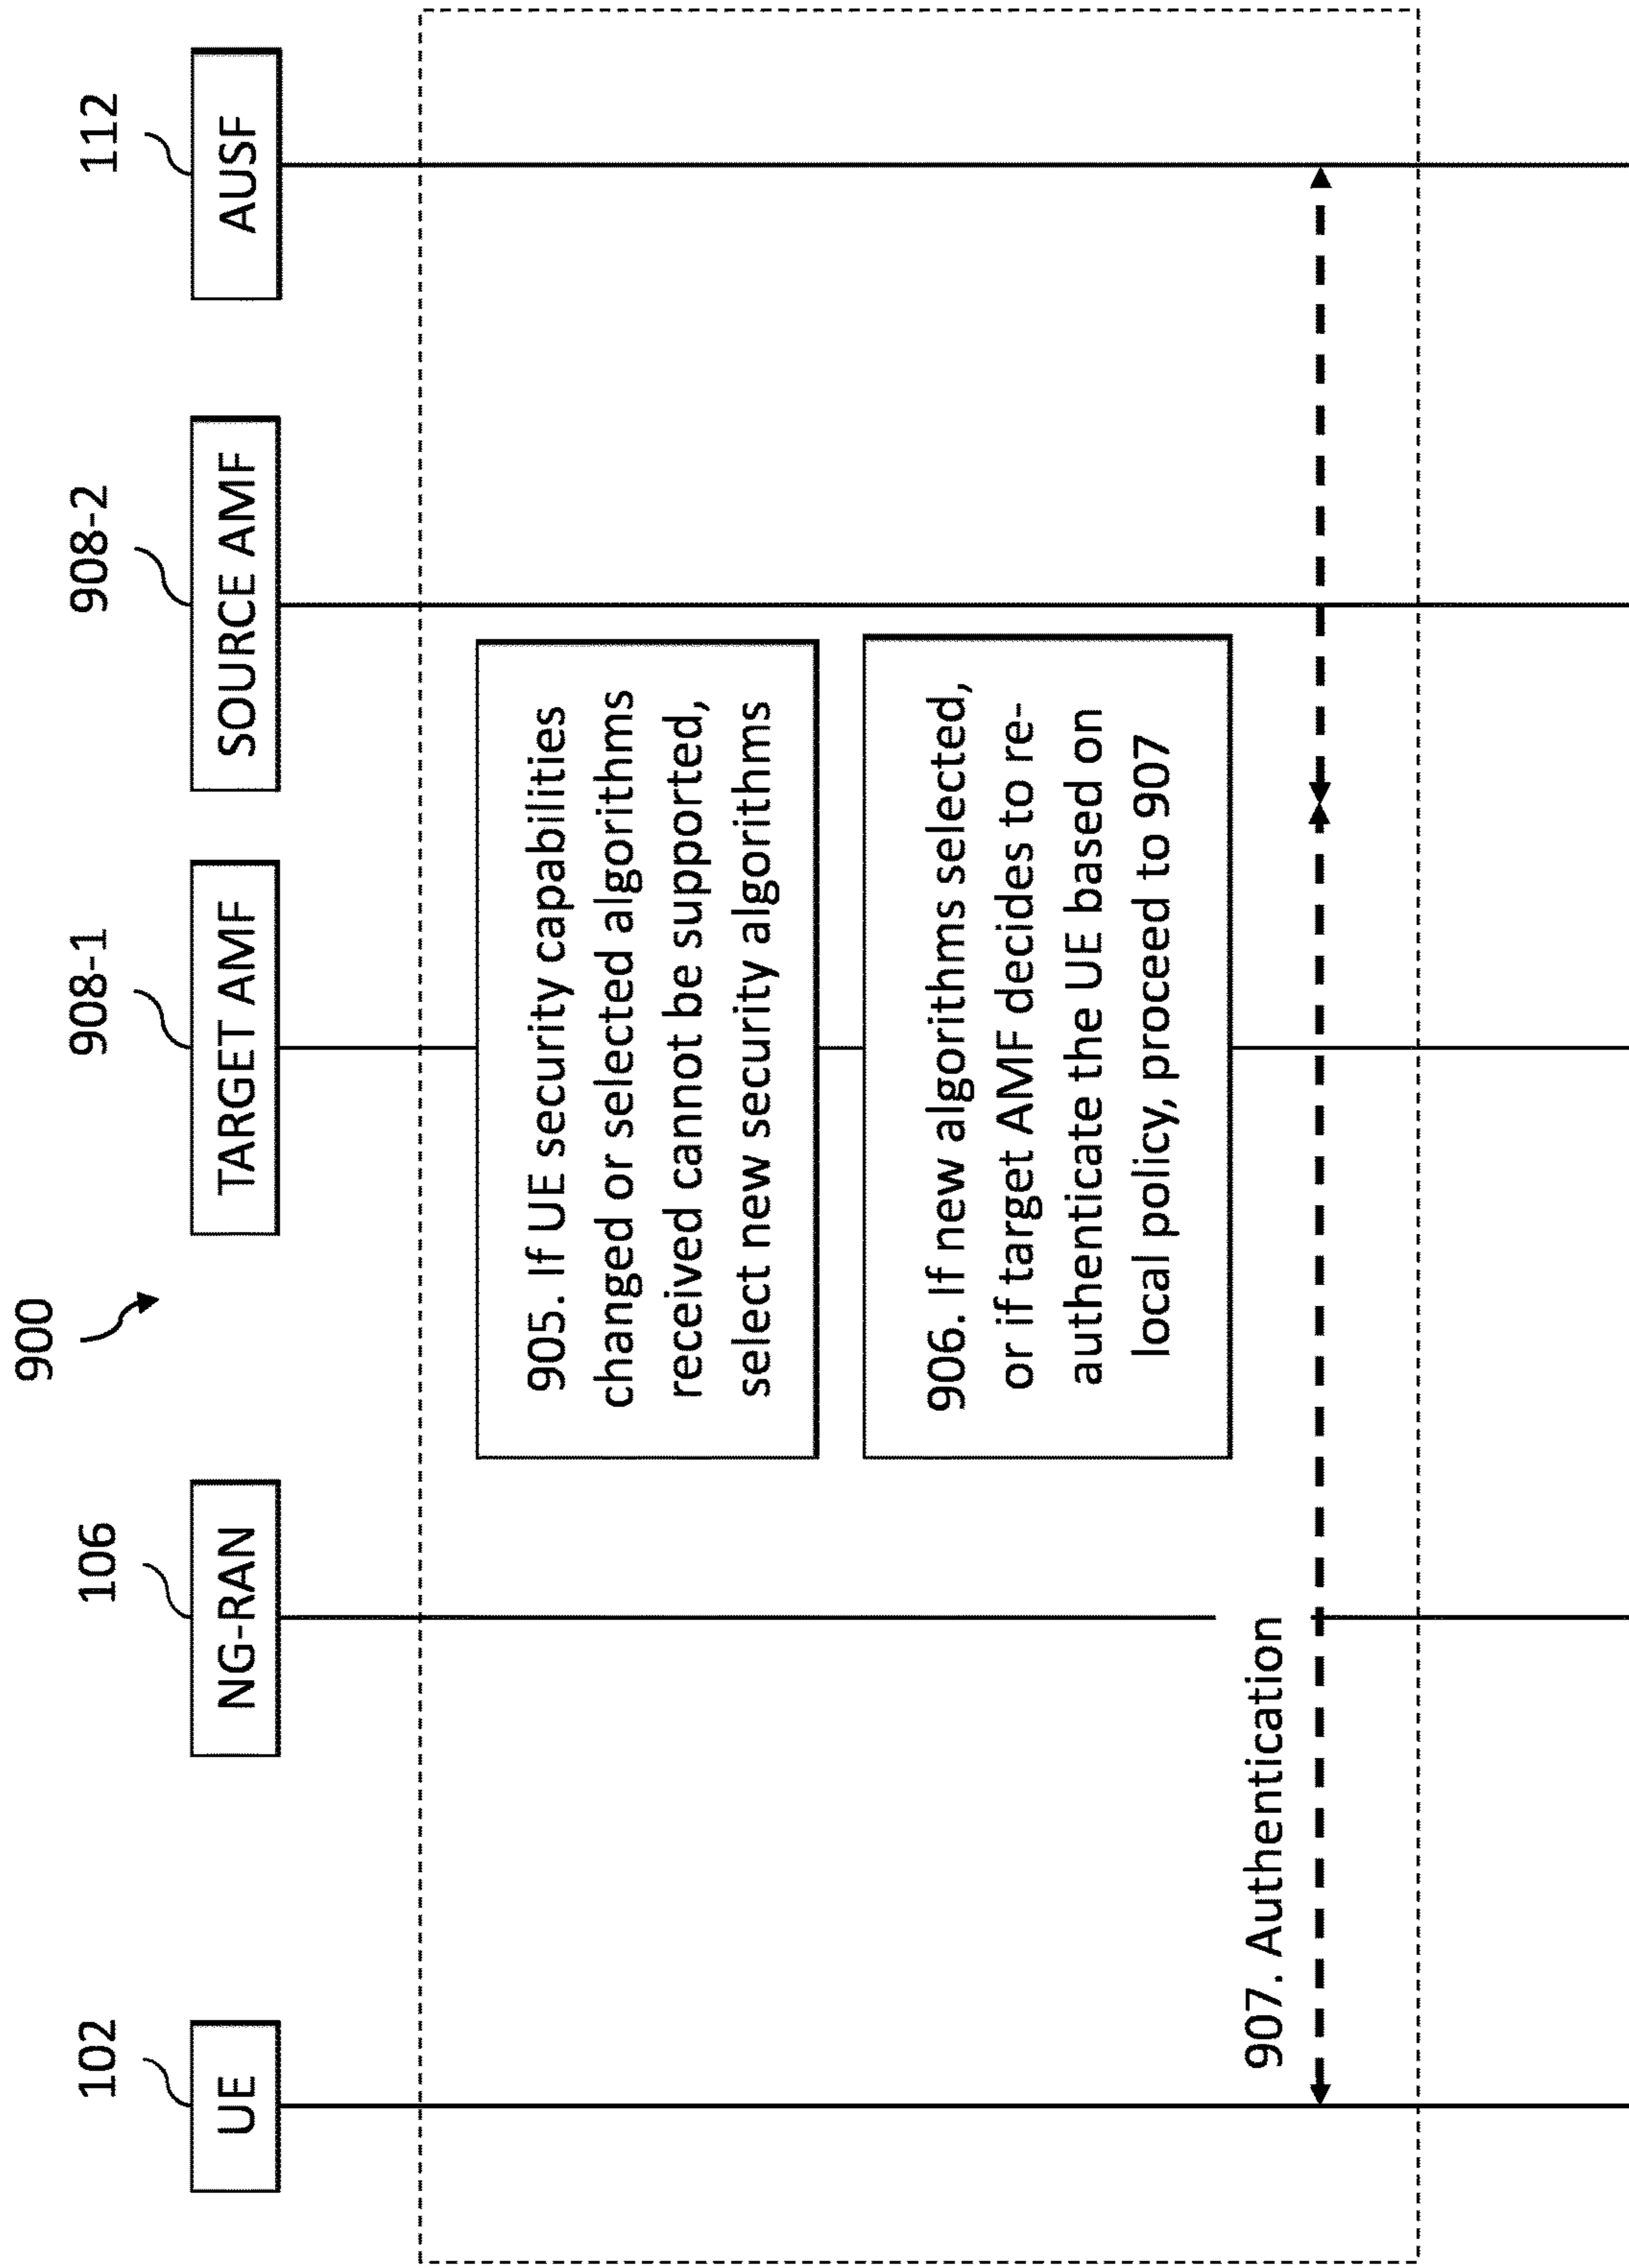 900
102
106
908-1
908-2
112
UE
NG-RAN
TARGET AMF
SOURCE AMF
AUSF
905. If UE security capabilities
changed or selected algorithms
received cannot be supported,
select new security algorithms
906. If new algorithms selected,
or if target AMF decides to re-
authenticate the UE based on
local policy, proceed to 907
907. Authentication